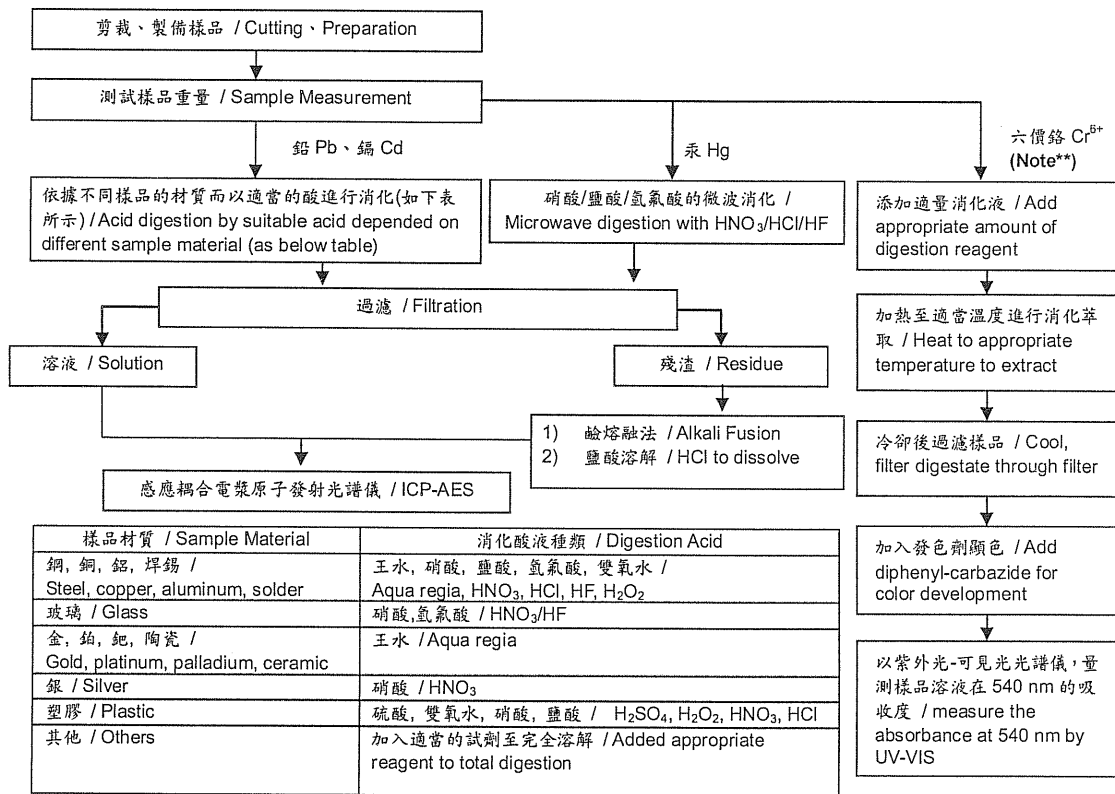 剪裁、製備樣品 / Cutting、Preparation
測試樣品重量 / Sample Measurement
鉛 Pb、鎘 Cd
汞 Hg
六價鉻 Cr⁶⁺
(Note**)
依據不同樣品的材質而以適當的酸進行消化(如下表
所示) / Acid digestion by suitable acid depended on
different sample material (as below table)
硝酸/鹽酸/氫氟酸的微波消化 /
Microwave digestion with HNO₃/HCl/HF
添加適量消化液 / Add
appropriate amount of
digestion reagent
過濾 / Filtration
加熱至適當溫度進行消化萃
取 / Heat to appropriate
temperature to extract
溶液 / Solution
殘渣 / Residue
1) 鹼熔融法 / Alkali Fusion
2) 鹽酸溶解 / HCl to dissolve
冷卻後過濾樣品 / Cool,
filter digestate through filter
感應耦合電漿原子發射光譜儀 / ICP-AES
加入發色劑顯色 / Add
diphenyl-carbazide for
color development
以紫外光-可見光光譜儀,量
測樣品溶液在 540 nm 的吸
收度 / measure the
absorbance at 540 nm by
UV-VIS
樣品材質 / Sample Material
消化酸液種類 / Digestion Acid
鋼, 銅, 鋁, 焊錫 /
Steel, copper, aluminum, solder
王水, 硝酸, 鹽酸, 氫氟酸, 雙氧水 /
Aqua regia, HNO₃, HCl, HF, H₂O₂
玻璃 / Glass
硝酸,氫氟酸 / HNO₃/HF
金, 鉑, 鈀, 陶瓷 /
Gold, platinum, palladium, ceramic
王水 / Aqua regia
銀 / Silver
硝酸 / HNO₃
塑膠 / Plastic
硫酸, 雙氧水, 硝酸, 鹽酸 / H₂SO₄, H₂O₂, HNO₃, HCl
其他 / Others
加入適當的試劑至完全溶解 / Added appropriate
reagent to total digestion